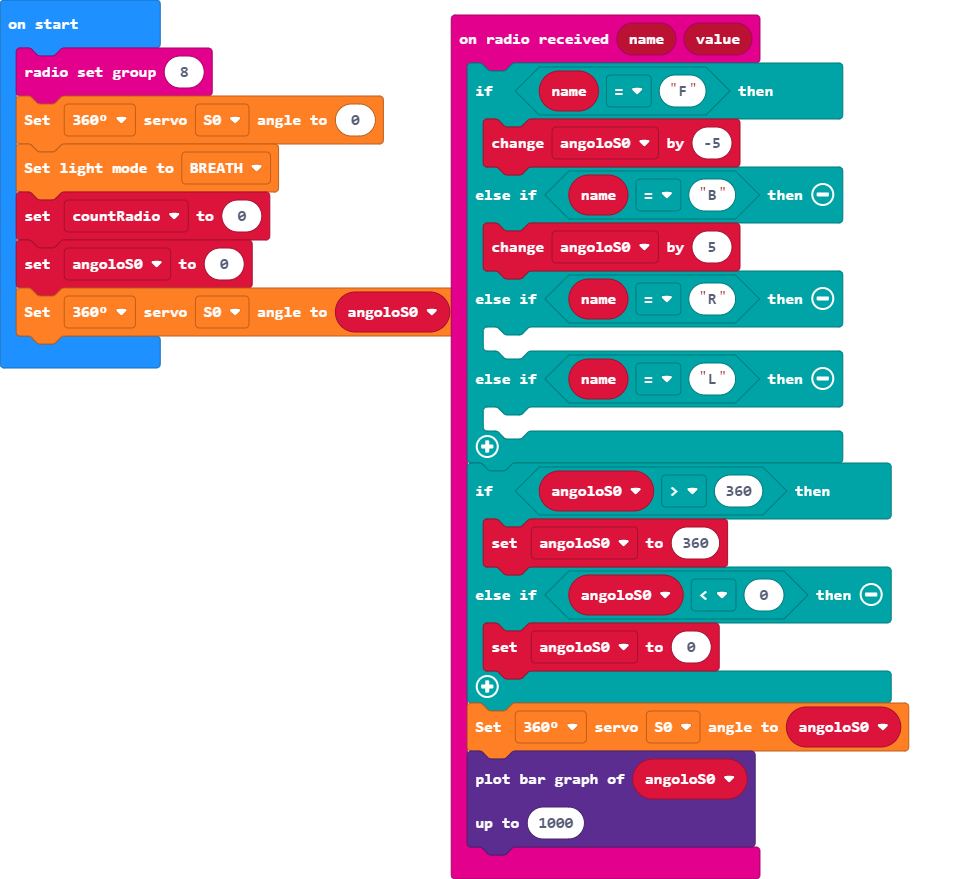 on start
radio set group 8
Set 360º servo S0 angle to 0
Set light mode to BREATH
set countRadio to 0
set angoloS0 to 0
Set 360º servo S0 angle to angoloS0
on radio received name value
if name = "F" then
change angoloS0 by -5
else if name = "B" then
change angoloS0 by 5
else if name = "R" then
else if name = "L" then
if angoloS0 > 360 then
set angoloS0 to 360
else if angoloS0 < 0 then
set angoloS0 to 0
Set 360º servo S0 angle to angoloS0
plot bar graph of angoloS0
up to 1000